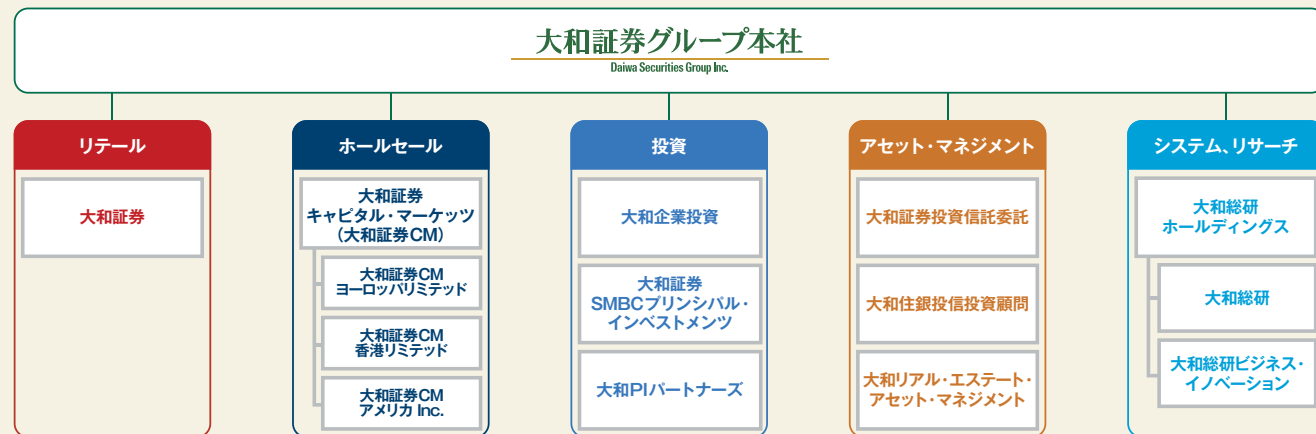 大和証券グループ本社
Daiwa Securities Group Inc.
リテール
大和証券
ホールセール
大和証券
キャピタル・マーケッツ
（大和証券CM）
大和証券CM
ヨーロッパリミテッド
大和証券CM
香港リミテッド
大和証券CM
アメリカ Inc.
投資
大和企業投資
大和証券
SMBCプリンシパル・
インベストメンツ
大和PIパートナーズ
アセット・マネジメント
大和証券投資信託委託
大和住銀投信投資顧問
大和リアル・エステート・
アセット・マネジメント
システム、リサーチ
大和総研
ホールディングス
大和総研
大和総研ビジネス・
イノベーション